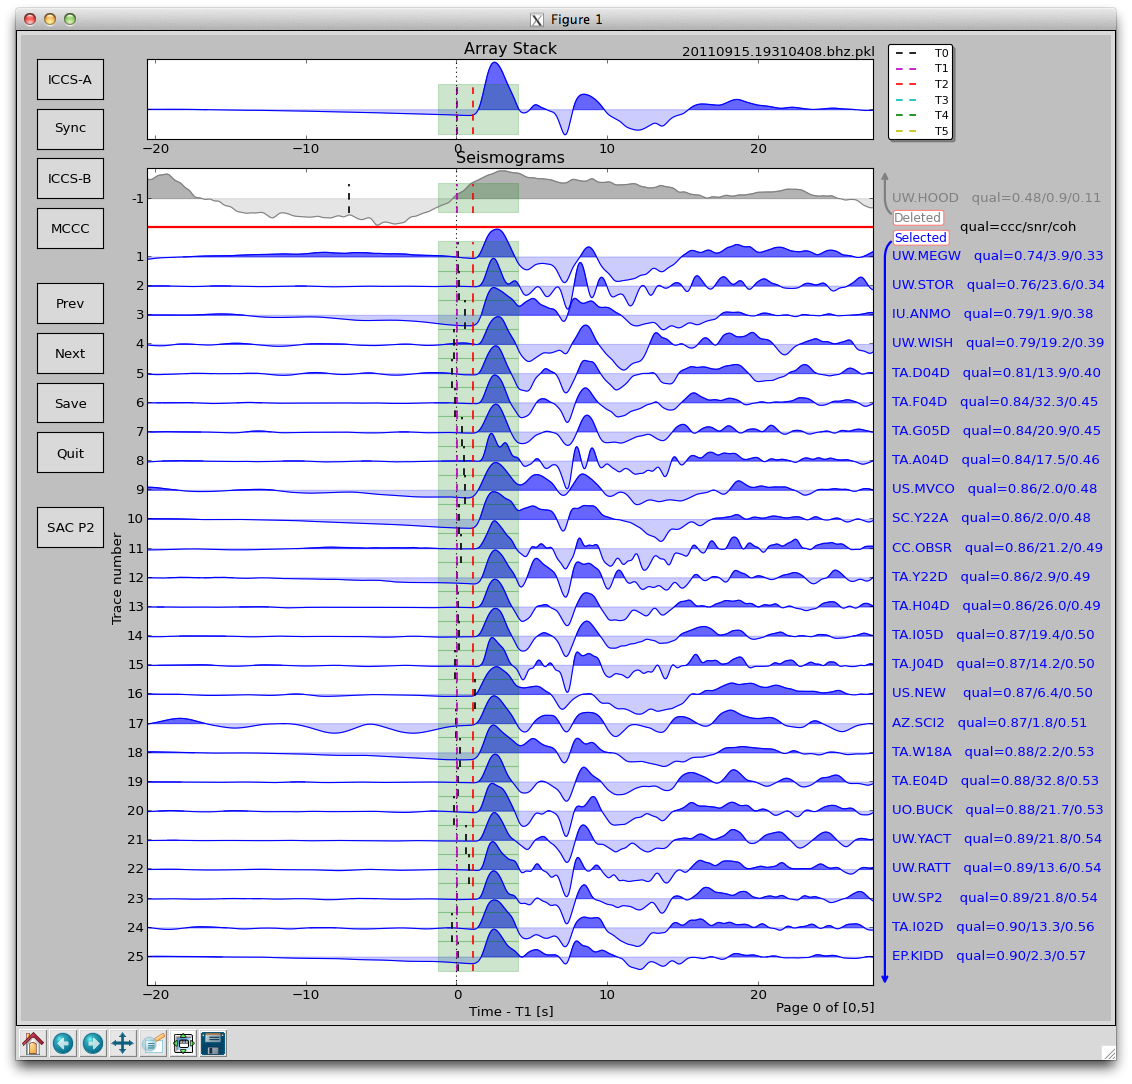 Figure 1
Array Stack
20110915.19310408.bhz.pkl
ICCS-A
Sync
ICCS-B
MCCC
Prev
Next
Save
Quit
SAC P2
T0
T1
T2
T3
T4
T5
−20 −10 0 10 20
Seismograms
Trace number
-1 UW.HOOD qual=0.48/0.9/0.11
Deleted
qual=ccc/snr/coh
Selected
1 UW.MEGW qual=0.74/3.9/0.33
2 UW.STOR qual=0.76/23.6/0.34
3 IU.ANMO qual=0.79/1.9/0.38
4 UW.WISH qual=0.79/19.2/0.39
5 TA.D04D qual=0.81/13.9/0.40
6 TA.F04D qual=0.84/32.3/0.45
7 TA.G05D qual=0.84/20.9/0.45
8 TA.A04D qual=0.84/17.5/0.46
9 US.MVCO qual=0.86/2.0/0.48
10 SC.Y22A qual=0.86/2.0/0.48
11 CC.OBSR qual=0.86/21.2/0.49
12 TA.Y22D qual=0.86/2.9/0.49
13 TA.H04D qual=0.86/26.0/0.49
14 TA.I05D qual=0.87/19.4/0.50
15 TA.J04D qual=0.87/14.2/0.50
16 US.NEW qual=0.87/6.4/0.50
17 AZ.SCI2 qual=0.87/1.8/0.51
18 TA.W18A qual=0.88/2.2/0.53
19 TA.E04D qual=0.88/32.8/0.53
20 UO.BUCK qual=0.88/21.7/0.53
21 UW.YACT qual=0.89/21.8/0.54
22 UW.RATT qual=0.89/13.6/0.54
23 UW.SP2 qual=0.89/21.8/0.54
24 TA.I02D qual=0.90/13.3/0.56
25 EP.KIDD qual=0.90/2.3/0.57
−20 −10 0 10 20
Time - T1 [s]
Page 0 of [0,5]